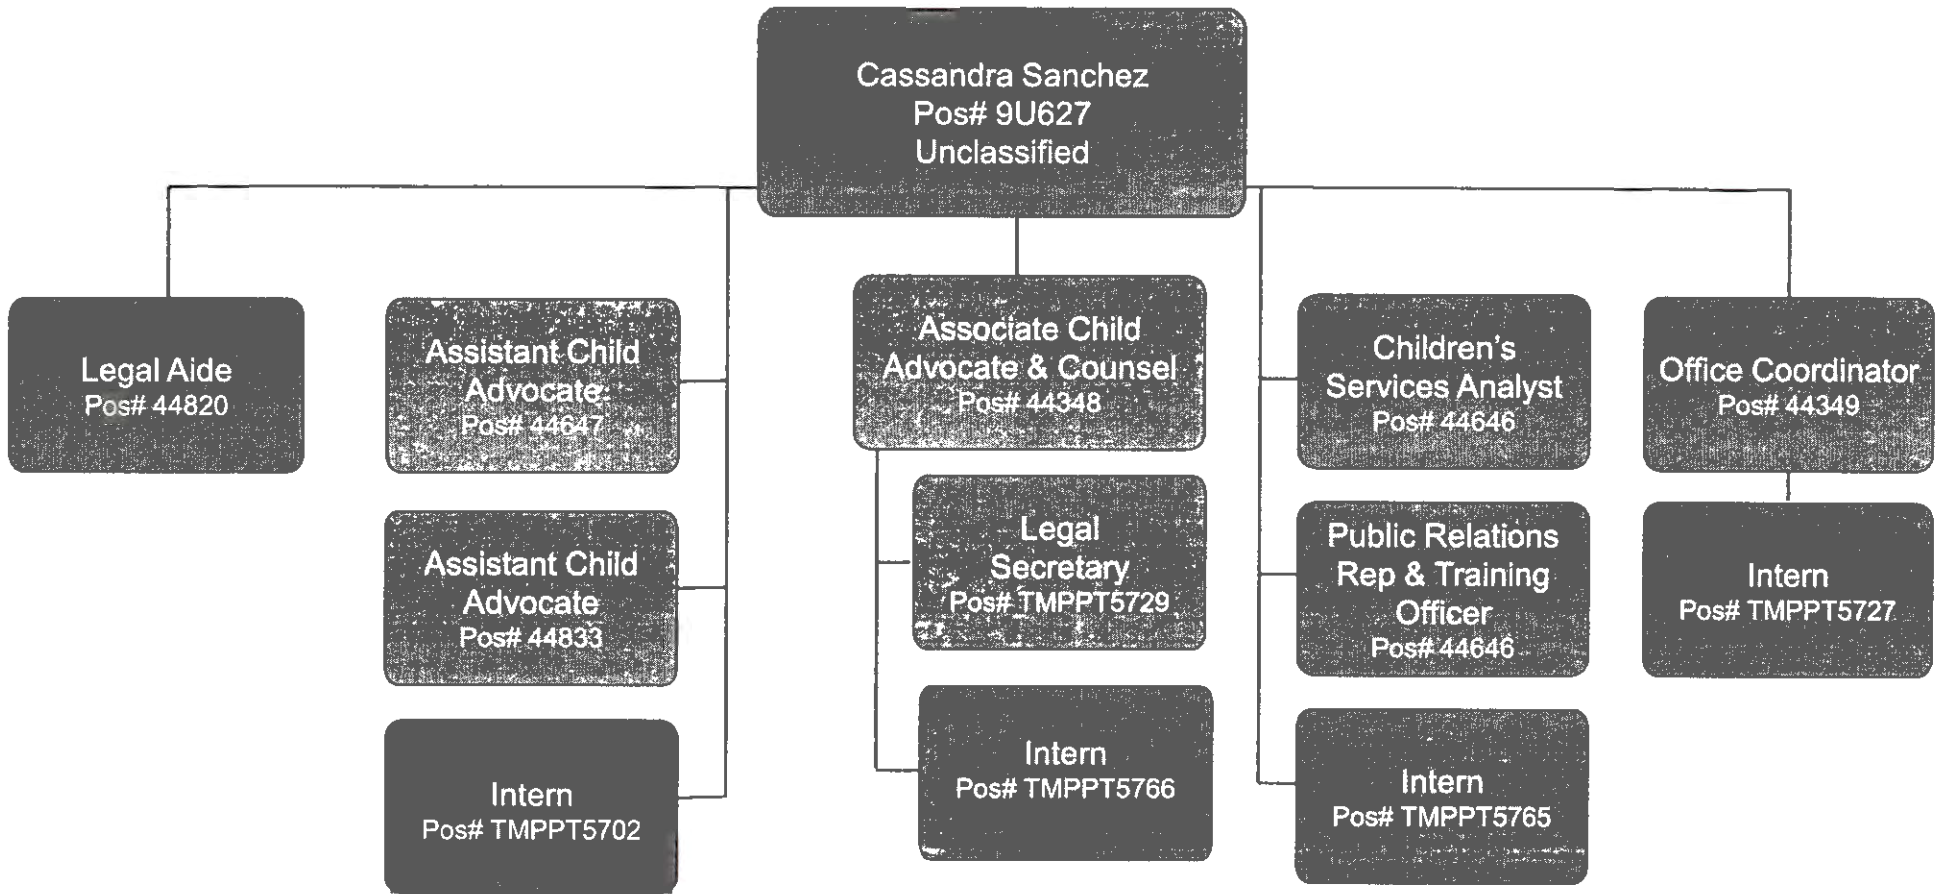 Cassandra Sanchez
Pos# 9U627
Unclassified
Legal Aide
Pos# 44820
Assistant Child
Advocate
Pos# 44647
Assistant Child
Advocate
Pos# 44833
Intern
Pos# TMPPT5702
Associate Child
Advocate & Counsel
Pos# 44348
Legal
Secretary
Pos# TMPPT5729
Intern
Pos# TMPPT5766
Children's
Services Analyst
Pos# 44646
Public Relations
Rep & Training
Officer
Pos# 44646
Intern
Pos# TMPPT5765
Office Coordinator
Pos# 44349
Intern
Pos# TMPPT5727